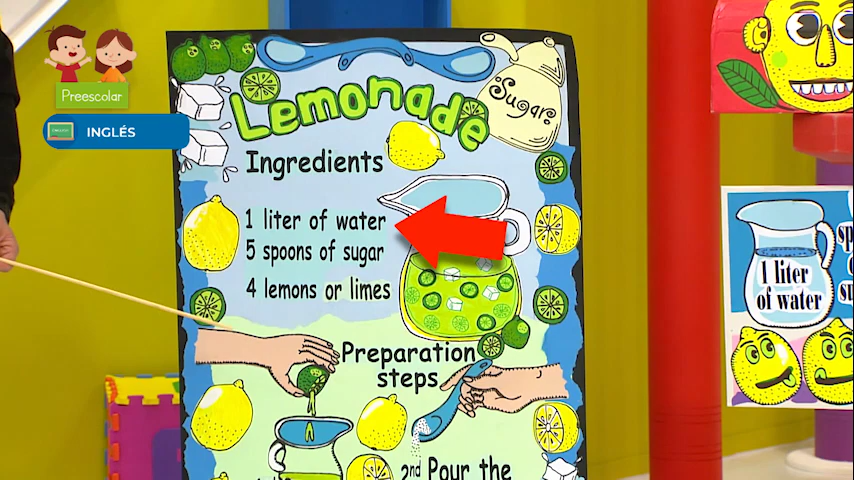 Preescolar
INGLÉS
Lemonade
Sugar
Ingredients
1 liter of water
5 spoons of sugar
4 lemons or limes
Preparation
steps
2nd Pour the
1 liter
of water